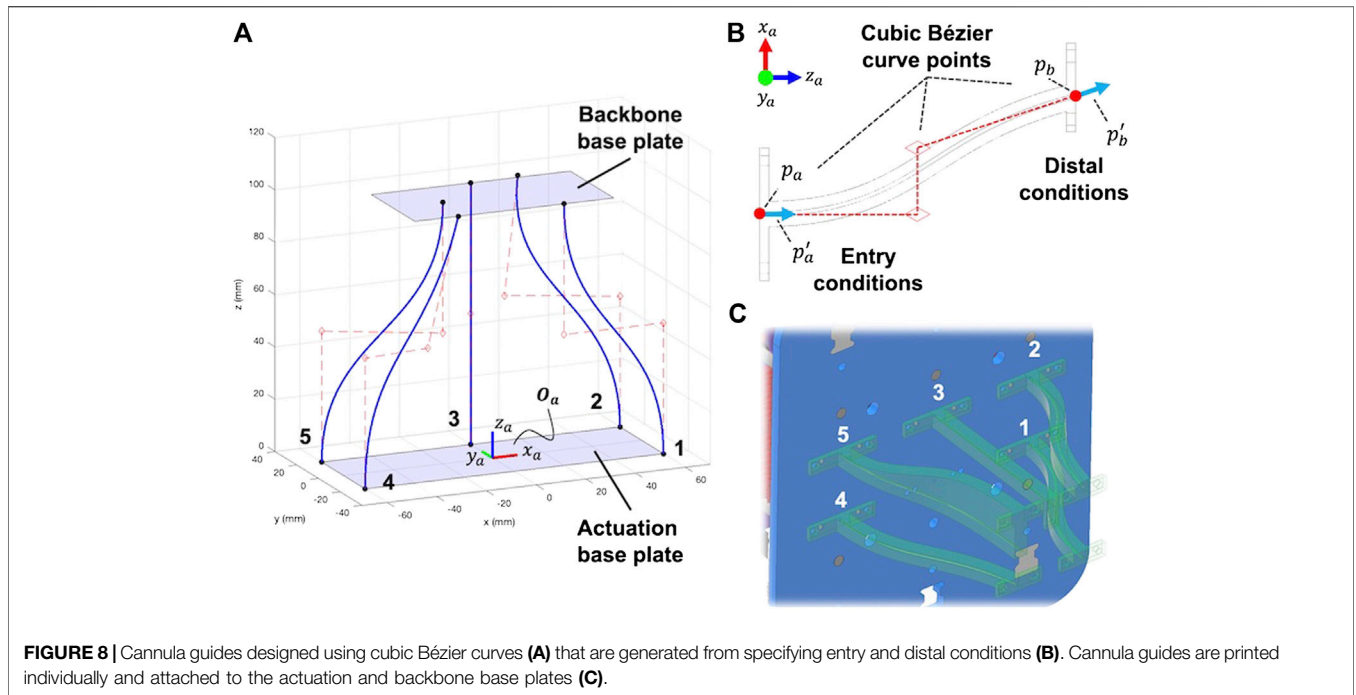 A
Backbone
base plate
120
100
80
60
40
20
0
z (mm)
40
20
0
-20
-40
y (mm)
-60
-40
-20
0
20
40
60
x (mm)
5
4
3
2
1
O_a
z_a
y_a
x_a
Actuation
base plate
B
x_a
z_a
y_a
Cubic Bézier
curve points
p_b
p'_b
Distal
conditions
p_a
p'_a
Entry
conditions
C
2
3
1
5
4
FIGURE 8 | Cannula guides designed using cubic Bézier curves (A) that are generated from specifying entry and distal conditions (B). Cannula guides are printed
individually and attached to the actuation and backbone base plates (C).